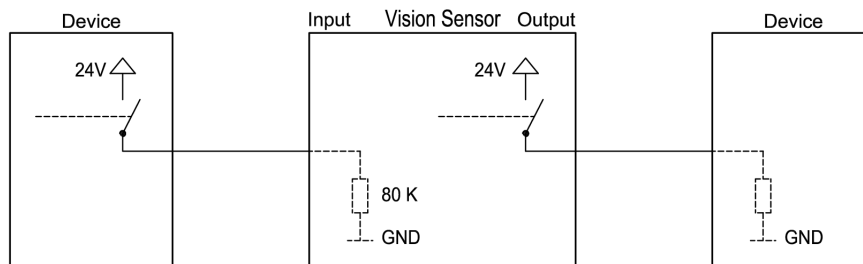 Device
Input Vision Sensor Output
Device
24V
24V
80 K
GND
GND